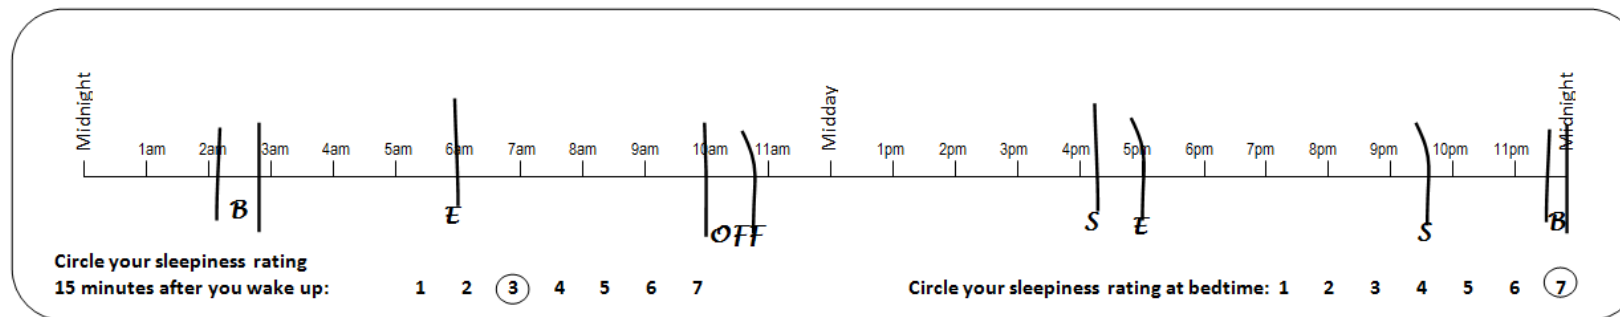 Midnight 1am 2am 3am 4am 5am 6am 7am 8am 9am 10am 11am Midday 1pm 2pm 3pm 4pm 5pm 6pm 7pm 8pm 9pm 10pm 11pm Midnight
B E OFF S E S B
Circle your sleepiness rating
15 minutes after you wake up: 1 2 3 4 5 6 7 Circle your sleepiness rating at bedtime: 1 2 3 4 5 6 7